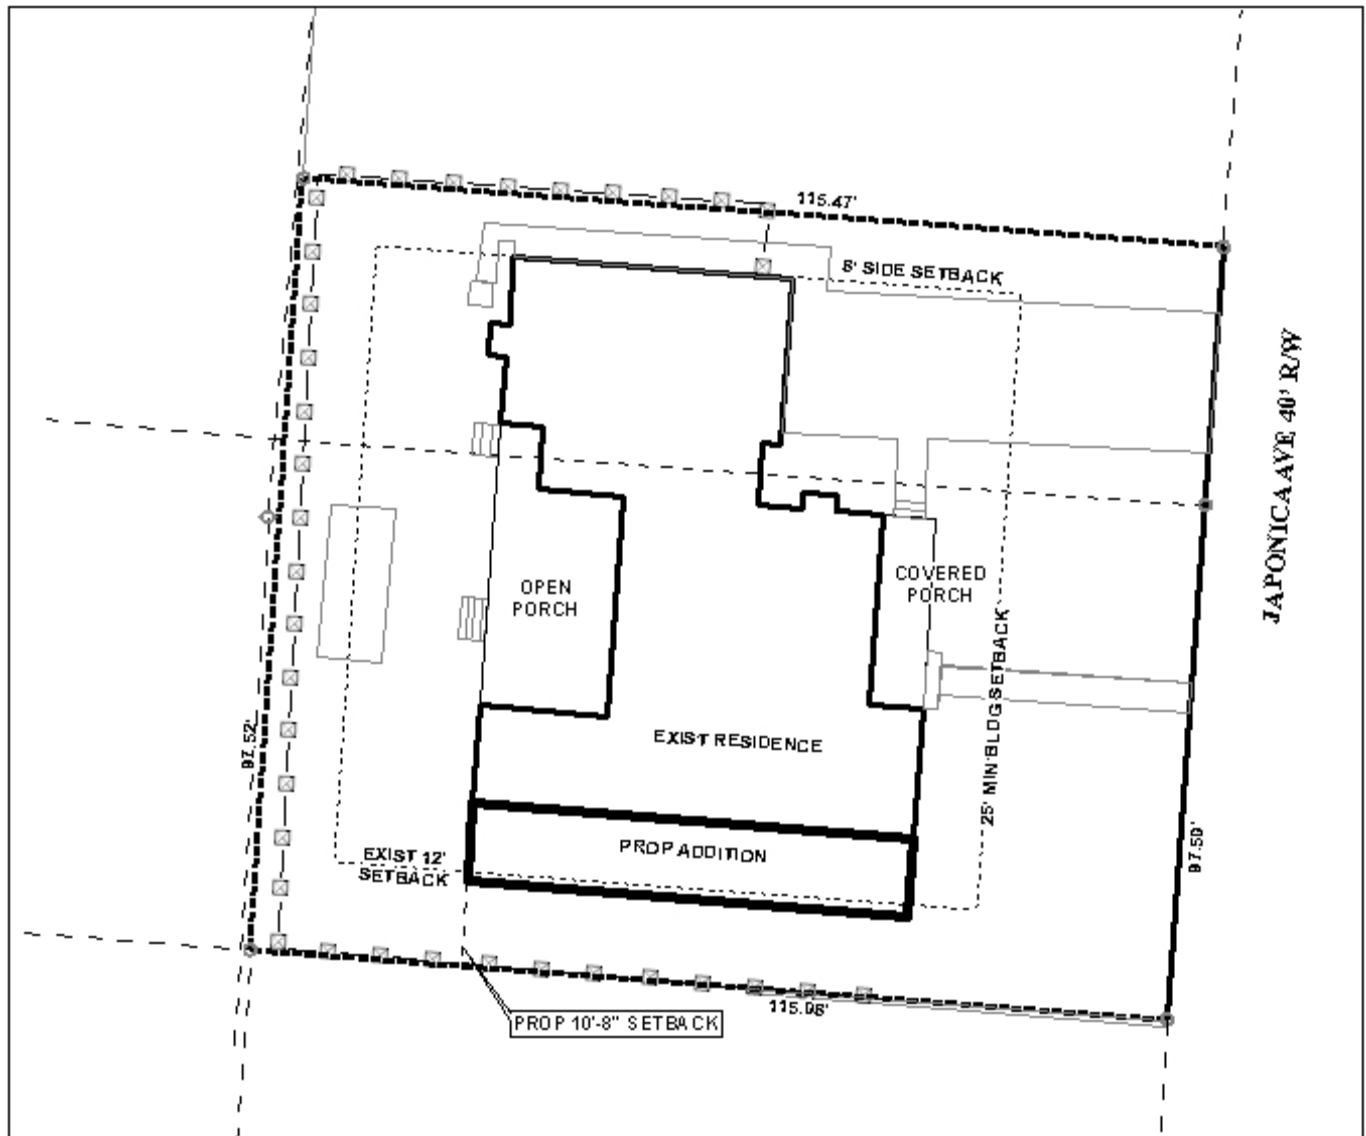 115.47'
8' SIDE SETBACK
JAPONICA AVE 40' R/W
OPEN
PORCH
COVERED
PORCH
25' MIN BLDG SETBACK
97.52'
EXIST RESIDENCE
PROP ADDITION
EXIST 12'
SETBACK
97.50'
115.98'
PROP 10'-8" SETBACK